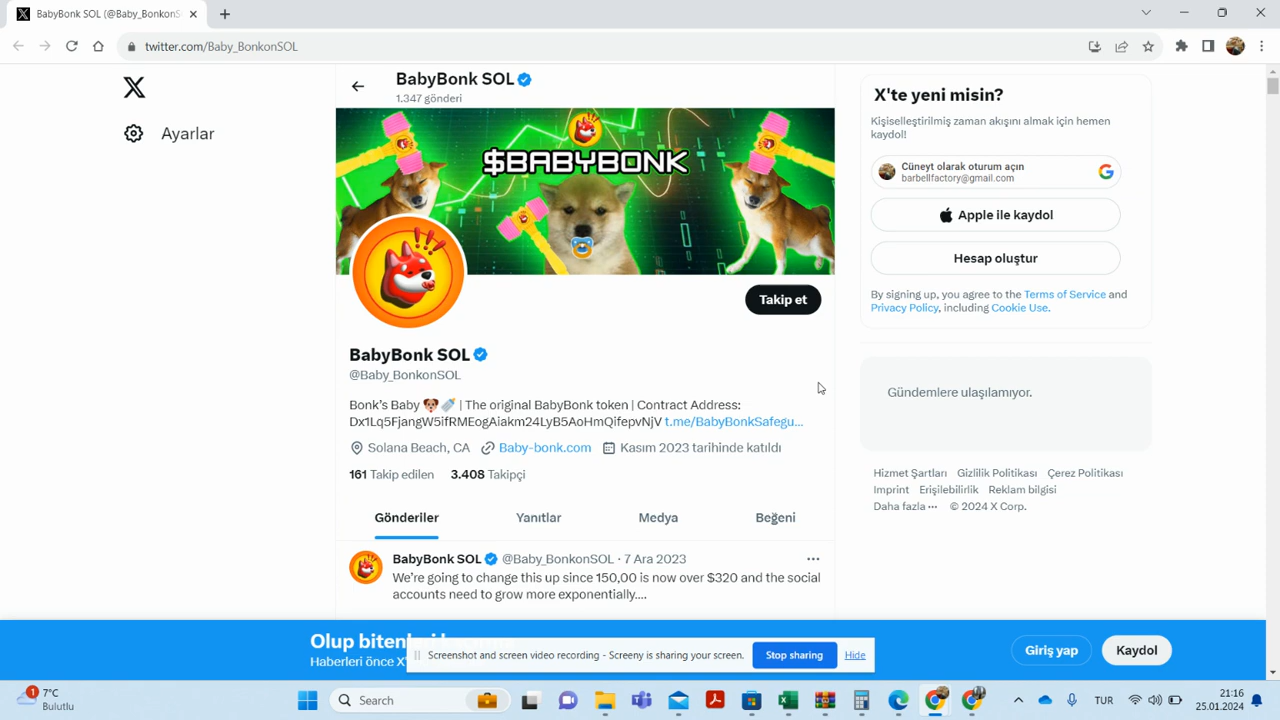 BabyBonk SOL (@Baby_BonkonS
twitter.com/Baby_BonkonSOL
Ayarlar
BabyBonk SOL
1.347 gönderi
$BABYBONK
Takip et
BabyBonk SOL
@Baby_BonkonSOL
Bonk's Baby 🐶🍼 | The original BabyBonk token | Contract Address:
Dx1Lq5FjangW5ifRMEogAiakm24LyB5AoHmQifepvNjV t.me/BabyBonkSafegu...
Solana Beach, CA Baby-bonk.com Kasım 2023 tarihinde katıldı
161 Takip edilen 3.408 Takipçi
Gönderiler Yanıtlar Medya Beğeni
BabyBonk SOL @Baby_BonkonSOL · 7 Ara 2023
We're going to change this up since 150,00 is now over $320 and the social
accounts need to grow more exponentially....
X'te yeni misin?
Kişiselleştirilmiş zaman akışını almak için hemen
kaydol!
Cüneyt olarak oturum açın
barbellfactory@gmail.com
Apple ile kaydol
Hesap oluştur
By signing up, you agree to the Terms of Service and
Privacy Policy, including Cookie Use.
Gündemlere ulaşılamıyor.
Hizmet Şartları Gizlilik Politikası Çerez Politikası
Imprint Erişilebilirlik Reklam bilgisi
Daha fazla ··· © 2024 X Corp.
Haberleri önce X
Screenshot and screen video recording - Screeny is sharing your screen. Stop sharing Hide
Giriş yap Kaydol
1
7°C
Bulutlu
Search
TUR
21:16
25.01.2024